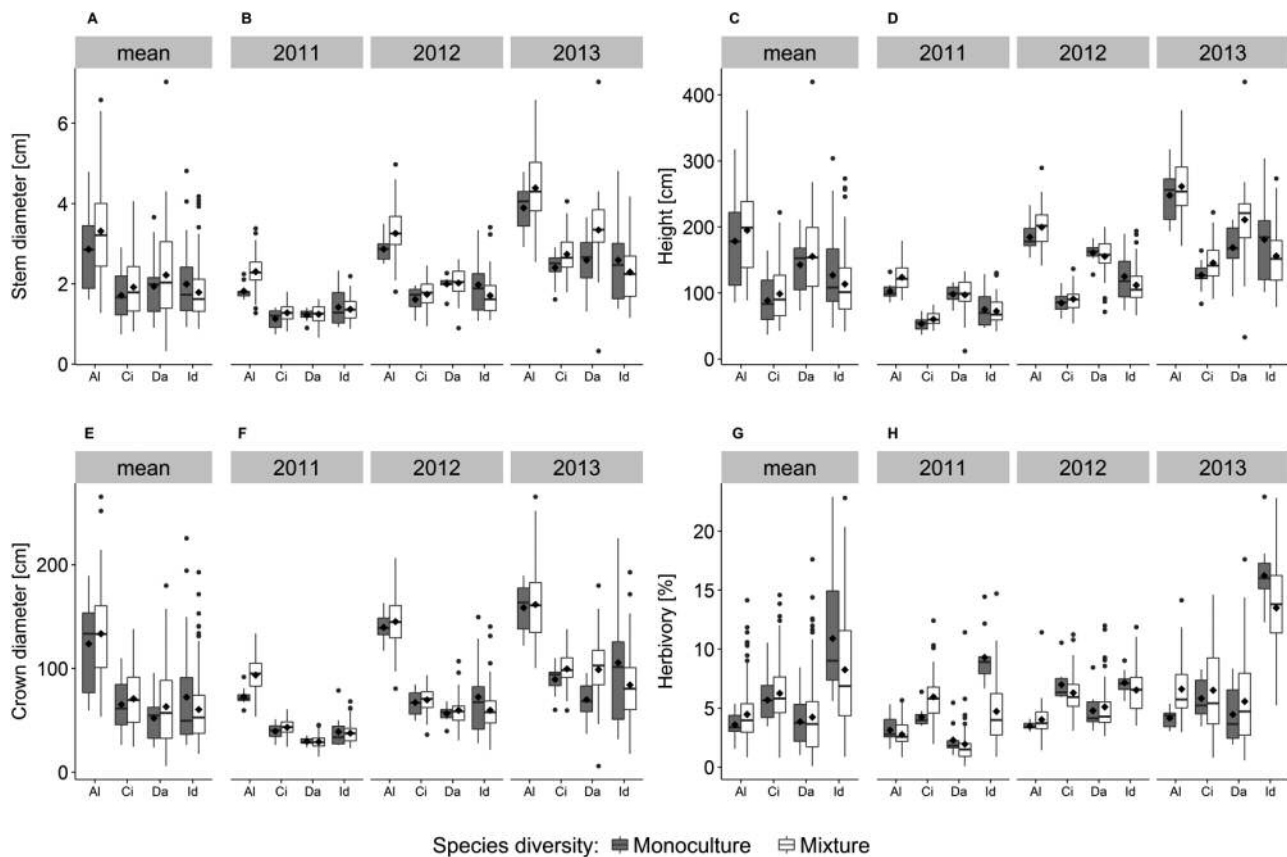 A B C D
mean 2011 2012 2013 mean 2011 2012 2013
Stem diameter [cm]
6
4
2
0
Al Ci Da Id Al Ci Da Id Al Ci Da Id Al Ci Da Id
Height [cm]
400
300
200
100
0
Al Ci Da Id Al Ci Da Id Al Ci Da Id Al Ci Da Id
E F G H
mean 2011 2012 2013 mean 2011 2012 2013
Crown diameter [cm]
200
100
0
Al Ci Da Id Al Ci Da Id Al Ci Da Id Al Ci Da Id
Herbivory [%]
20
15
10
5
0
Al Ci Da Id Al Ci Da Id Al Ci Da Id Al Ci Da Id
Species diversity: Monoculture Mixture